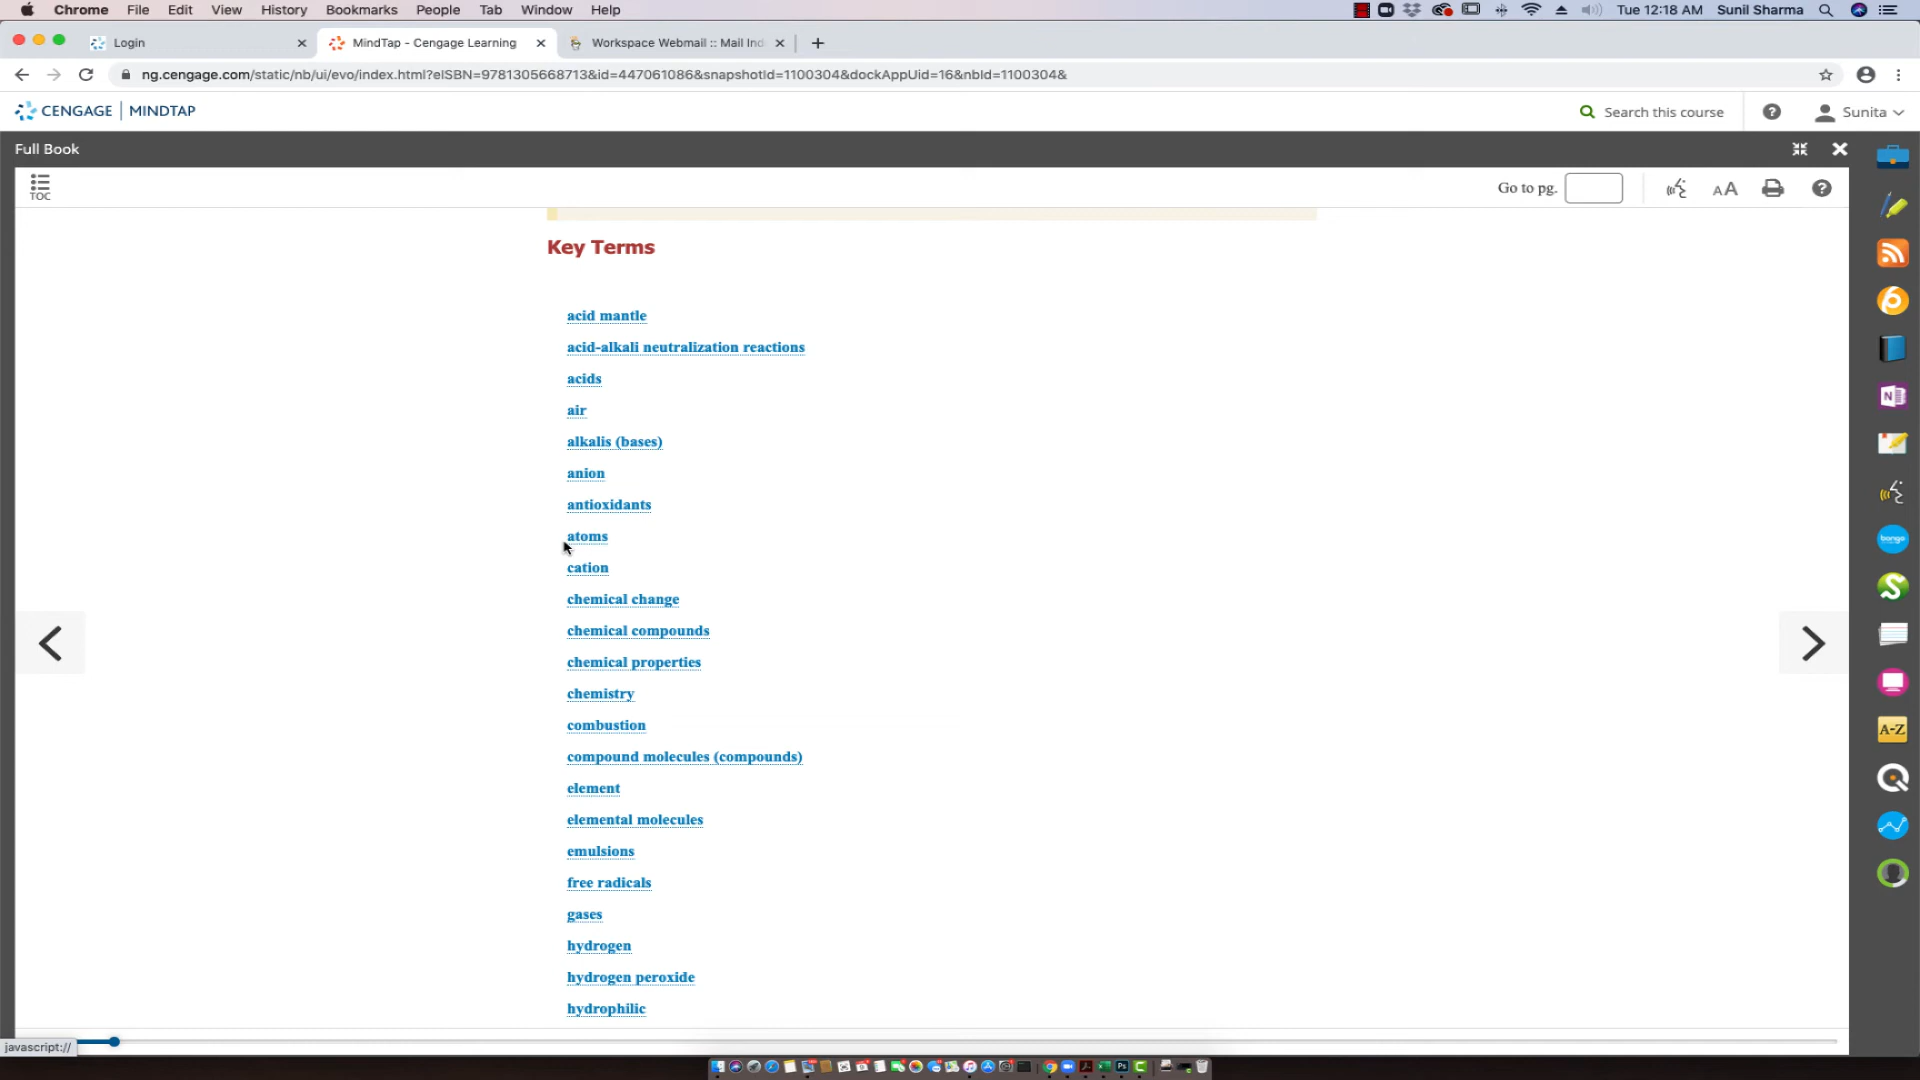 Chrome File Edit View History Bookmarks People Tab Window Help Tue 12:18 AM Sunil Sharma
Login MindTap - Cengage Learning Workspace Webmail :: Mail Ind
ng.cengage.com/static/nb/ui/evo/index.html?eISBN=9781305668713&id=447061086&snapshotId=1100304&dockAppUid=16&nbId=1100304&
CENGAGE | MINDTAP Search this course Sunita
Full Book
TOC Go to pg. AA
Key Terms
acid mantle
acid-alkali neutralization reactions
acids
air
alkalis (bases)
anion
antioxidants
atoms
cation
chemical change
chemical compounds
chemical properties
chemistry
combustion
compound molecules (compounds)
element
elemental molecules
emulsions
free radicals
gases
hydrogen
hydrogen peroxide
hydrophilic
bongo
A-Z
javascript://